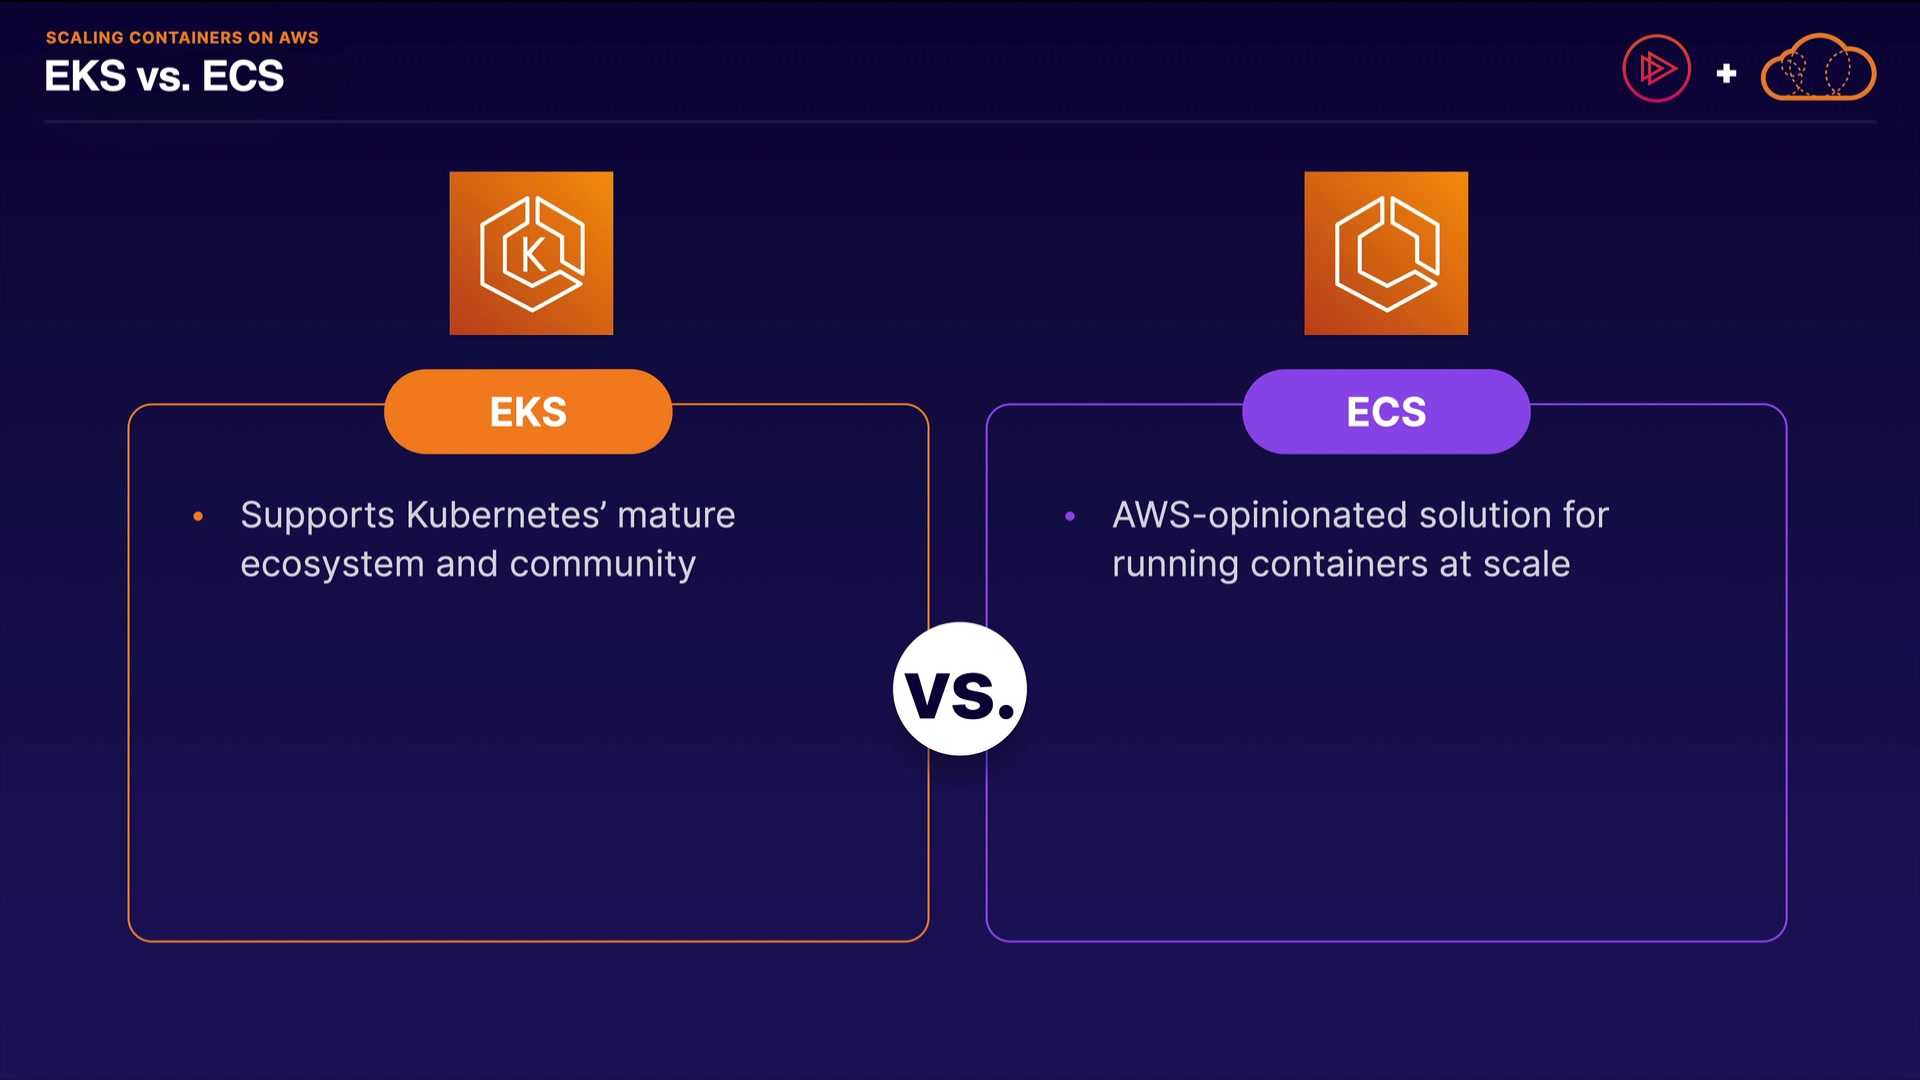 SCALING CONTAINERS ON AWS
EKS vs. ECS
K
EKS
• Supports Kubernetes’ mature
ecosystem and community
vs.
ECS
• AWS-opinionated solution for
running containers at scale